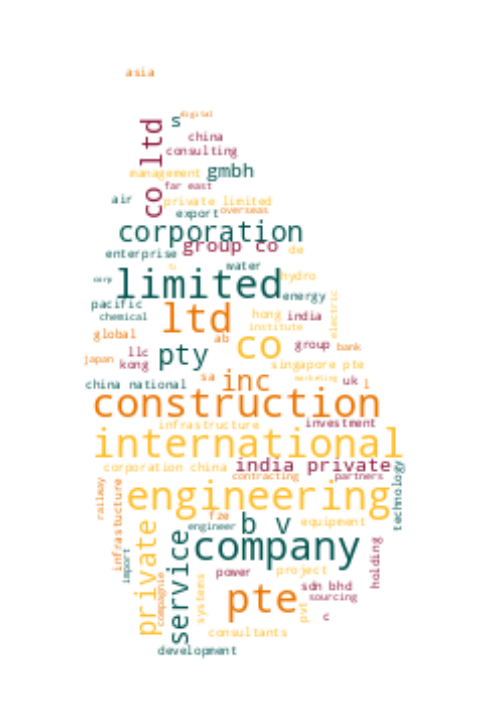 asia
digital
s
co ltd
china
consulting
management gmbh
far east
air
private limited
export overseas
corporation
group co de
enterprise
water
corp limited hydro
energy
pacific
chemical
ltd
hong india
institute
electric
global
ab co
group bank
pty
llc
japan kong
singapore pte
sa inc
marketing uk l
china national
construction
infrastructure investment
international
corporation china india private
contracting partners
technology
railway
infrastucture
engineering
fze
engineer b v equipment
import
private
service
company
holding
compagnie
systems
power project
sdn bhd
pte
sourcing
pvt
c
consultants
development